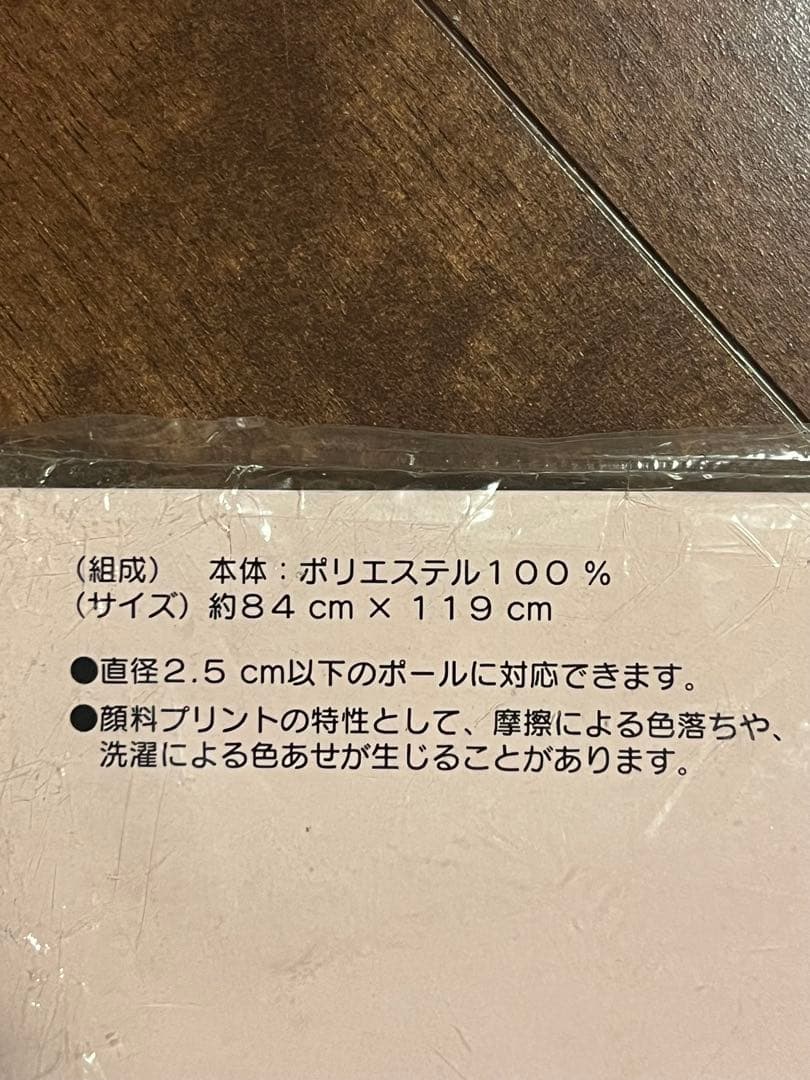 (組成)　本体：ポリエステル１００％
(サイズ)約８４cm×１１９cm
●直径２.５cm以下のポールに対応できます。
●顔料プリントの特性として、摩擦による色落ちや、
洗濯による色あせが生じることがあります。